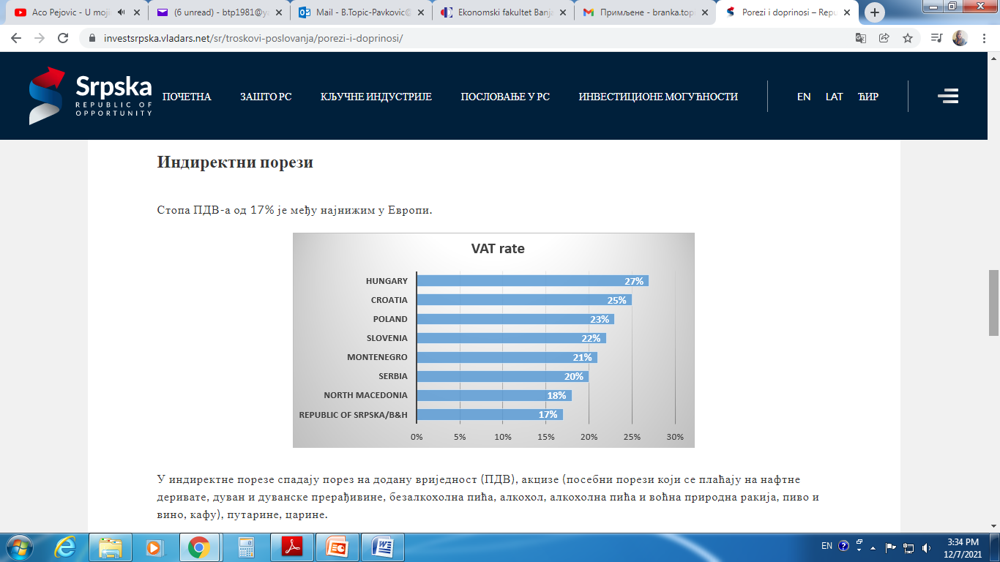 Aco Pejovic - U moji
(6 unread) - btp1981@ya
Mail - B.Topic-Pavkovic@
Ekonomski fakultet Banja
Примљене - branka.top
Porezi i doprinosi – Repu
investsrpska.vladars.net/sr/troskovi-poslovanja/porezi-i-doprinosi/
Srpska
REPUBLIC OF
OPPORTUNITY
ПОЧЕТНА
ЗАШТО РС
КЉУЧНЕ ИНДУСТРИЈЕ
ПОСЛОВАЊЕ У РС
ИНВЕСТИЦИОНЕ МОГУЋНОСТИ
EN
LAT
ЋИР
Индиректни порези
Стопа ПДВ-а од 17% је међу најнижим у Европи.
VAT rate
HUNGARY 27%
CROATIA 25%
POLAND 23%
SLOVENIA 22%
MONTENEGRO 21%
SERBIA 20%
NORTH MACEDONIA 18%
REPUBLIC OF SRPSKA/B&H 17%
0% 5% 10% 15% 20% 25% 30%
У индиректне порезе спадају порез на додану вриједност (ПДВ), акцизе (посебни порези који се плаћају на нафтне
деривате, дуван и дуванске прерађивине, безалкохолна пића, алкохол, алкохолна пића и воћна природна ракија, пиво и
вино, кафу), путарине, царине.
EN
3:34 PM
12/7/2021